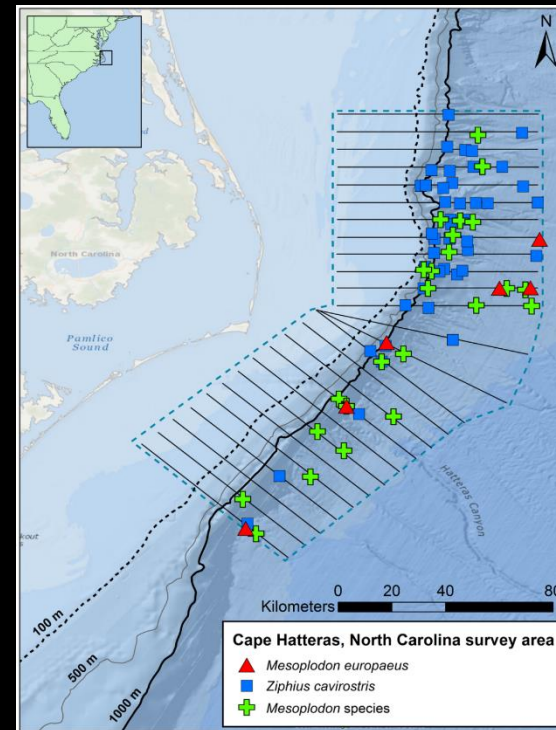 N
North Carolina
Pamlico
Sound
Hatteras Canyon
100 m
500 m
1000 m
0 20 40 80
Kilometers
Cape Hatteras, North Carolina survey area
Mesoplodon europaeus
Ziphius cavirostris
Mesoplodon species